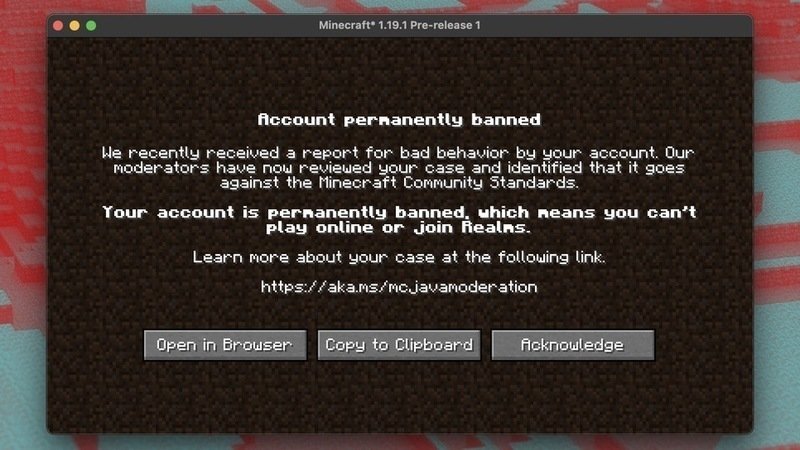 Minecraft* 1.19.1 Pre-release 1
Account permanently banned
We recently received a report for bad behavior by your account. Our
moderators have now reviewed your case and identified that it goes
against the Minecraft Community Standards.
Your account is permanently banned, which means you can't
play online or join Realms.
Learn more about your case at the following link.
https://aka.ms/mcjavamoderation
Open in Browser
Copy to Clipboard
Acknowledge